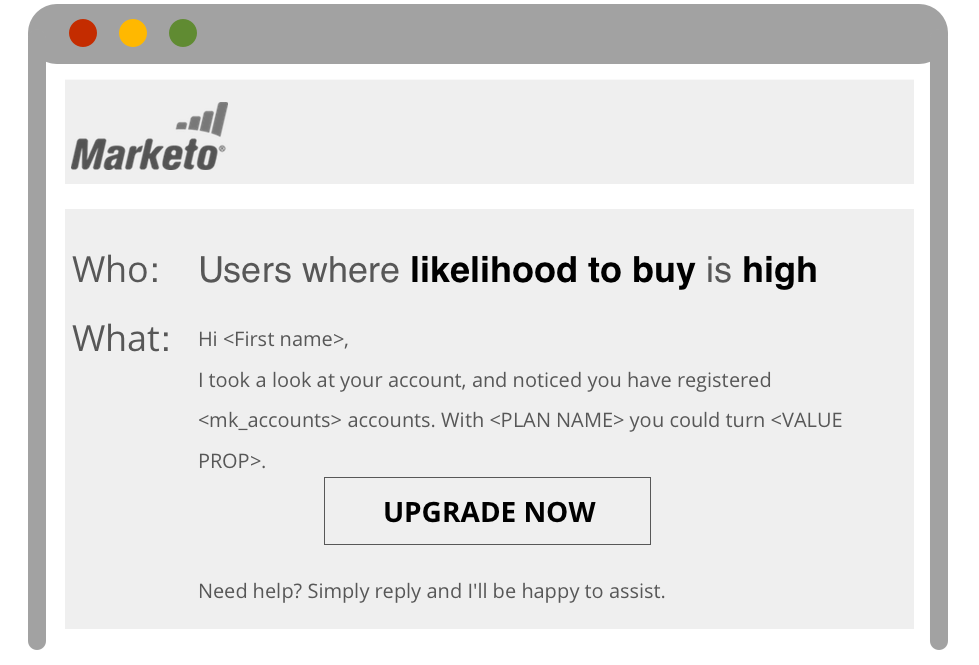 Marketo®
Who: Users where likelihood to buy is high
What: Hi <First name>,
I took a look at your account, and noticed you have registered
<mk_accounts> accounts. With <PLAN NAME> you could turn <VALUE
PROP>.
UPGRADE NOW
Need help? Simply reply and I'll be happy to assist.